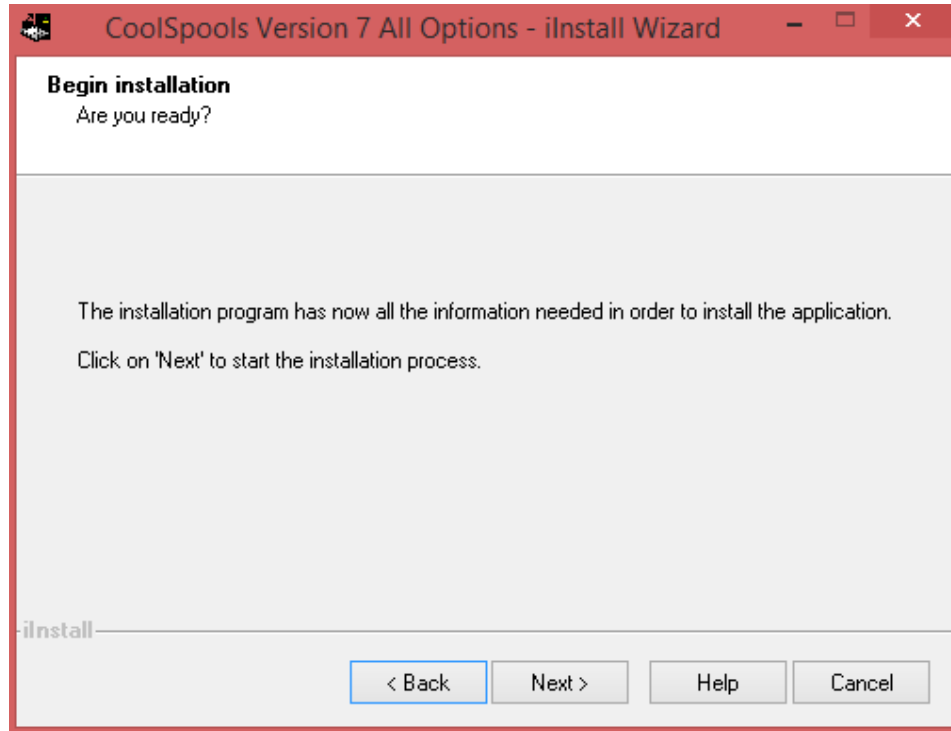 CoolSpools Version 7 All Options - iInstall Wizard
Begin installation
Are you ready?
The installation program has now all the information needed in order to install the application.
Click on 'Next' to start the installation process.
iInstall
< Back
Next >
Help
Cancel